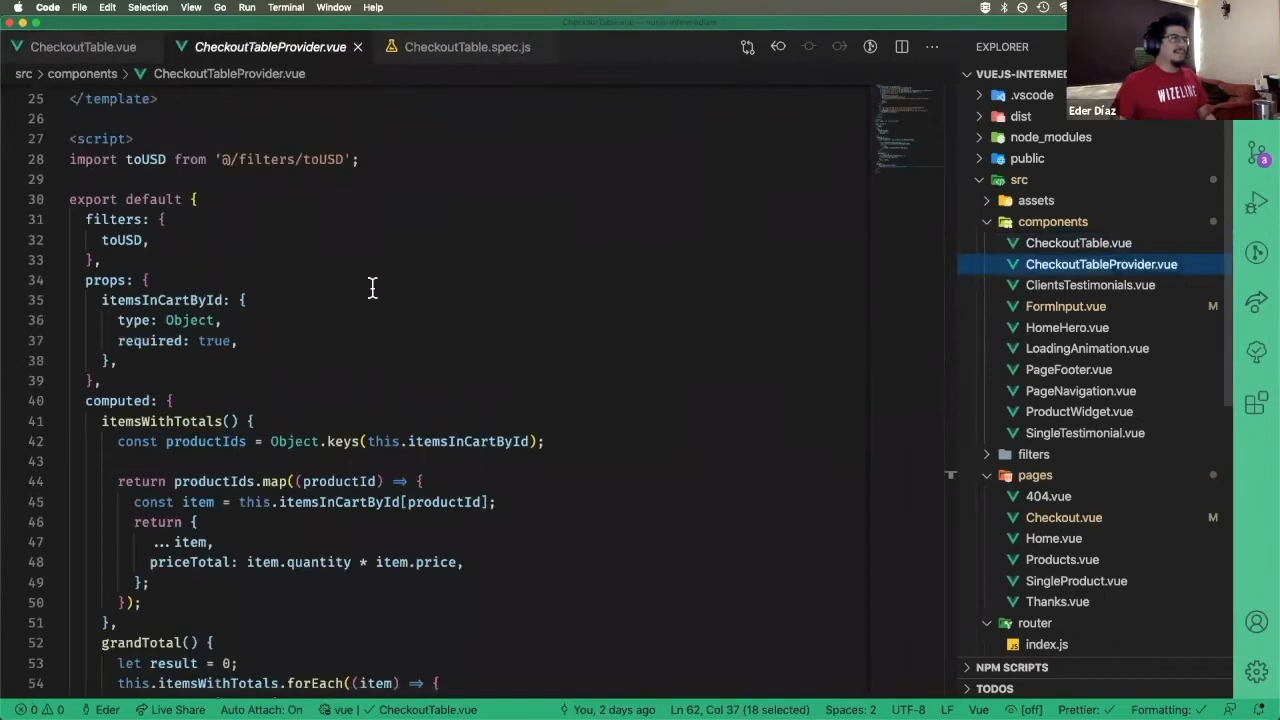 Code File Edit Selection View Go Run Terminal Window Help
CheckoutTable.vue — vuejs-intermediate
CheckoutTable.vue CheckoutTableProvider.vue CheckoutTable.spec.js
src components CheckoutTableProvider.vue
25 </template>
26
27 <script>
28 import toUSD from '@/filters/toUSD';
29
30 export default {
31 filters: {
32 toUSD,
33 },
34 props: {
35 itemsInCartById: {
36 type: Object,
37 required: true,
38 },
39 },
40 computed: {
41 itemsWithTotals() {
42 const productIds = Object.keys(this.itemsInCartById);
43
44 return productIds.map((productId) => {
45 const item = this.itemsInCartById[productId];
46 return {
47 ...item,
48 priceTotal: item.quantity * item.price,
49 };
50 });
51 },
52 grandTotal() {
53 let result = 0;
54 this.itemsWithTotals.forEach((item) => {
EXPLORER
VUEJS-INTERMED
.vscode
dist
node_modules
public
src
assets
components
CheckoutTable.vue
CheckoutTableProvider.vue
ClientsTestimonials.vue
FormInput.vue M
HomeHero.vue
LoadingAnimation.vue
PageFooter.vue
PageNavigation.vue
ProductWidget.vue
SingleTestimonial.vue
filters
pages
404.vue
Checkout.vue M
Home.vue
Products.vue
SingleProduct.vue
Thanks.vue
router
JS index.js
NPM SCRIPTS
TODOS
WIZELINE
Eder Díaz
3
0 0 Eder Live Share Auto Attach: On vue | ✓ CheckoutTable.vue You, 2 days ago Ln 62, Col 37 (18 selected) Spaces: 2 UTF-8 LF Vue [off] Prettier: ✓ Formatting: ✓